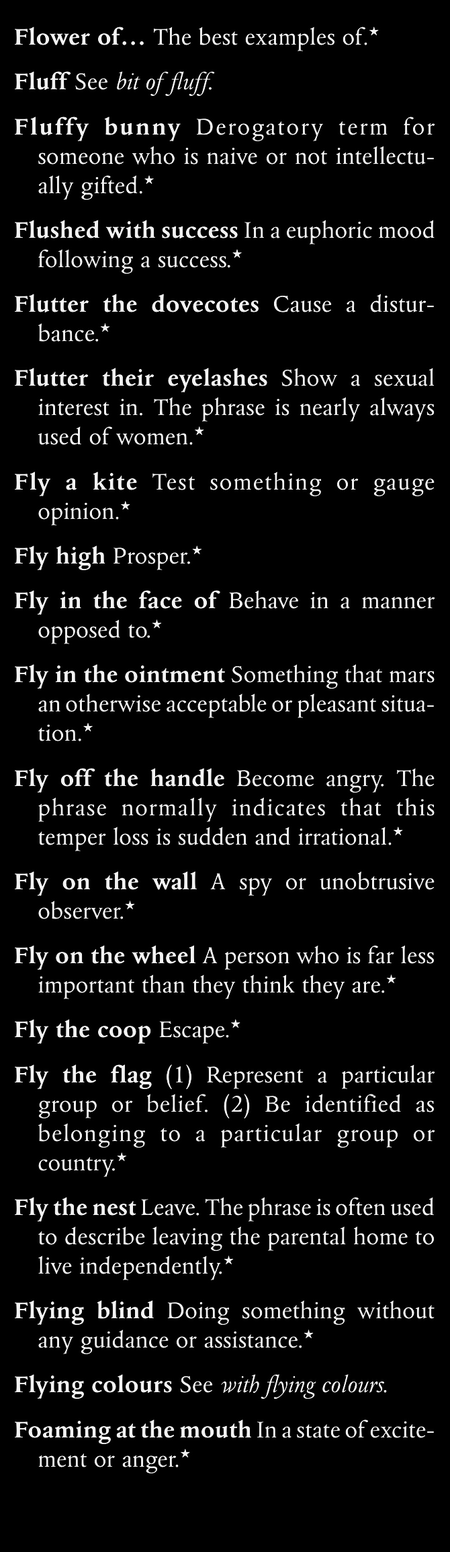 Flower of… The best examples of.★
Fluff See bit of fluff.
Fluffy bunny Derogatory term for
someone who is naive or not intellectu-
ally gifted.★
Flushed with success In a euphoric mood
following a success.★
Flutter the dovecotes Cause a distur-
bance.★
Flutter their eyelashes Show a sexual
interest in. The phrase is nearly always
used of women.★
Fly a kite Test something or gauge
opinion.★
Fly high Prosper.★
Fly in the face of Behave in a manner
opposed to.★
Fly in the ointment Something that mars
an otherwise acceptable or pleasant situa-
tion.★
Fly off the handle Become angry. The
phrase normally indicates that this
temper loss is sudden and irrational.★
Fly on the wall A spy or unobtrusive
observer.★
Fly on the wheel A person who is far less
important than they think they are.★
Fly the coop Escape.★
Fly the flag (1) Represent a particular
group or belief. (2) Be identified as
belonging to a particular group or
country.★
Fly the nest Leave. The phrase is often used
to describe leaving the parental home to
live independently.★
Flying blind Doing something without
any guidance or assistance.★
Flying colours See with flying colours.
Foaming at the mouth In a state of excite-
ment or anger.★